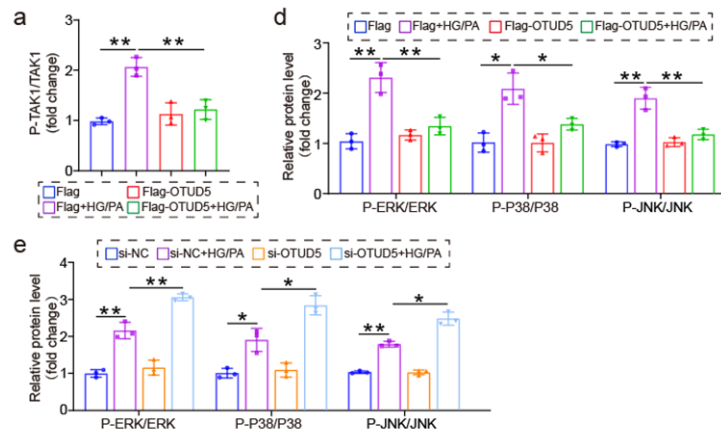 a
P-TAK1/TAK1
(fold change)
3
2
1
0
** **
Flag Flag-OTUD5
Flag+HG/PA Flag-OTUD5+HG/PA
d
Flag Flag+HG/PA Flag-OTUD5 Flag-OTUD5+HG/PA
Relative protein level
(fold change)
3
2
1
0
** ** * * ** **
P-ERK/ERK P-P38/P38 P-JNK/JNK
e
si-NC si-NC+HG/PA si-OTUD5 si-OTUD5+HG/PA
Relative protein level
(fold change)
4
3
2
1
0
** ** * * ** *
P-ERK/ERK P-P38/P38 P-JNK/JNK